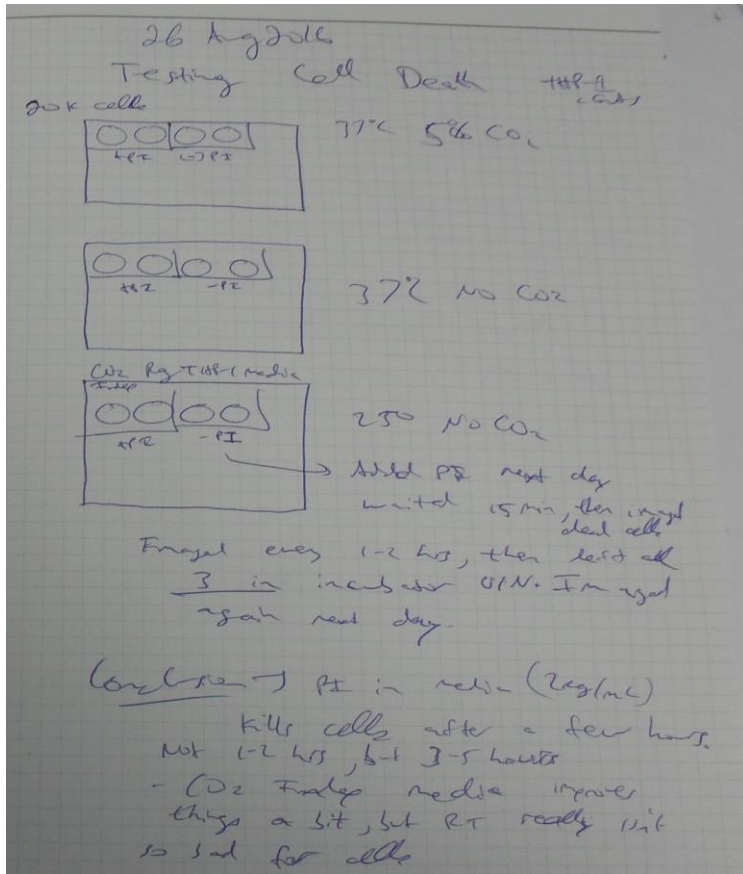 26 Aug 2016
Testing Cell Death THP-1
20K cells
37°C 5% CO2
+PI (-) PI
37°C NO CO2
+PI -PI
CO2 Reg THP-1 media
Indep
25° NO CO2
+PI -PI
Added PI next day
waited 15 min, then imaged
dead cells
Imaged every 1-2 hrs, then left all
3 in incubator O/N. Imaged
again next day.
Conclusion → PI in media (2ug/mL)
Kills cells after a few hours.
Not 1-2 hrs, but 3-5 hours
- CO2 Indep media improves
things a bit, but RT really isn't
so bad for cells